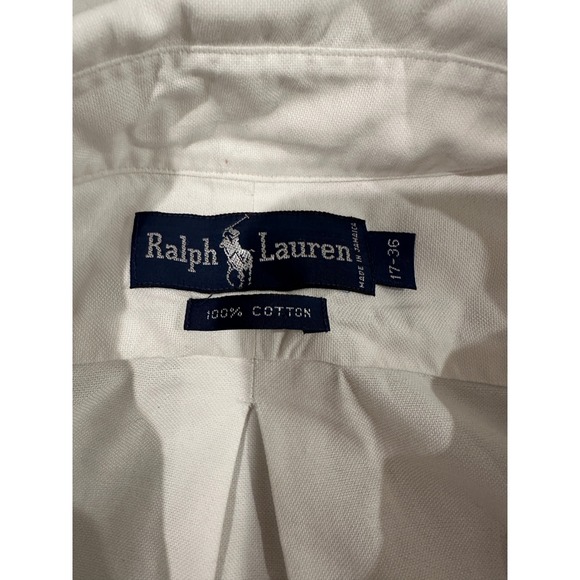 Ralph Lauren
MADE IN JAMAICA
17-36
100% COTTON